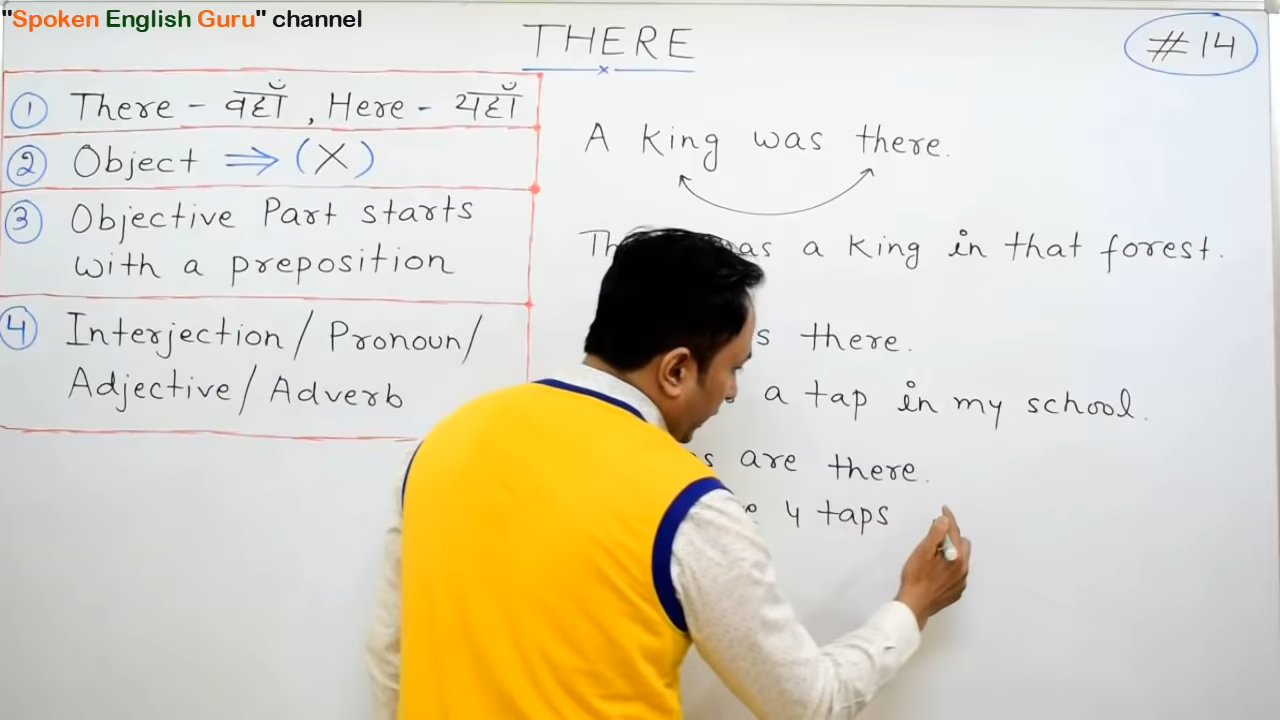 "Spoken English Guru" channel
THERE
#14
1 There - वहाँ, Here - यहाँ
2 Object ⇒ (X)
3 Objective Part starts
with a preposition
4 Interjection / Pronoun /
Adjective / Adverb
A king was there.
was a king in that forest.
there.
a tap in my school.
are there.
4 taps